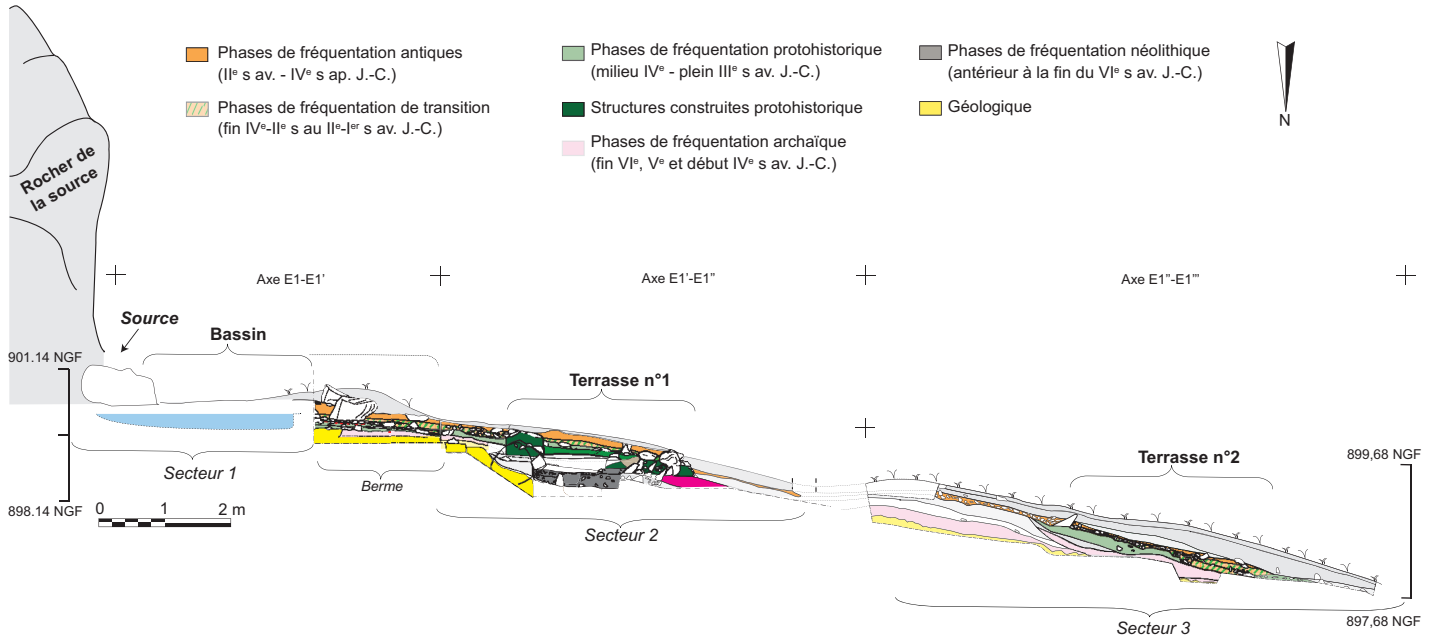 Phases de fréquentation antiques
(IIe s av. - IVe s ap. J.-C.)
Phases de fréquentation de transition
(fin IVe-IIe s au IIe-Ier s av. J.-C.)
Phases de fréquentation protohistorique
(milieu IVe - plein IIIe s av. J.-C.)
Structures construites protohistorique
Phases de fréquentation archaïque
(fin VIe, Ve et début IVe s av. J.-C.)
Phases de fréquentation néolithique
(antérieur à la fin du VIe s av. J.-C.)
Géologique
N
Rocher de
la source
Axe E1-E1'
Axe E1'-E1''
Axe E1''-E1'''
Source
Bassin
901.14 NGF
Terrasse n°1
Terrasse n°2
899,68 NGF
Secteur 1
Berme
898.14 NGF
0 1 2 m
Secteur 2
Secteur 3
897,68 NGF